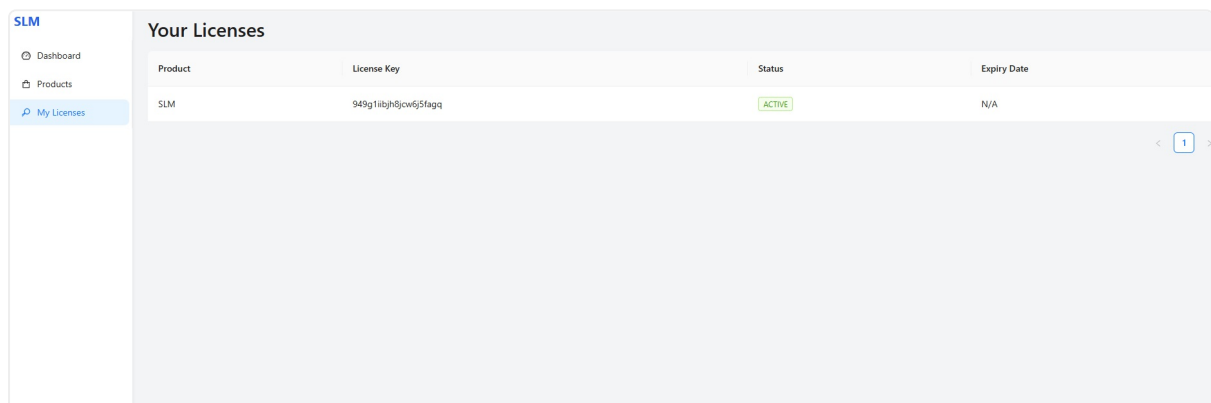 SLM
Dashboard
Products
My Licenses
Your Licenses
Product License Key Status Expiry Date
SLM 949g1iibjh8jcw6j5fagq ACTIVE N/A
< 1 >